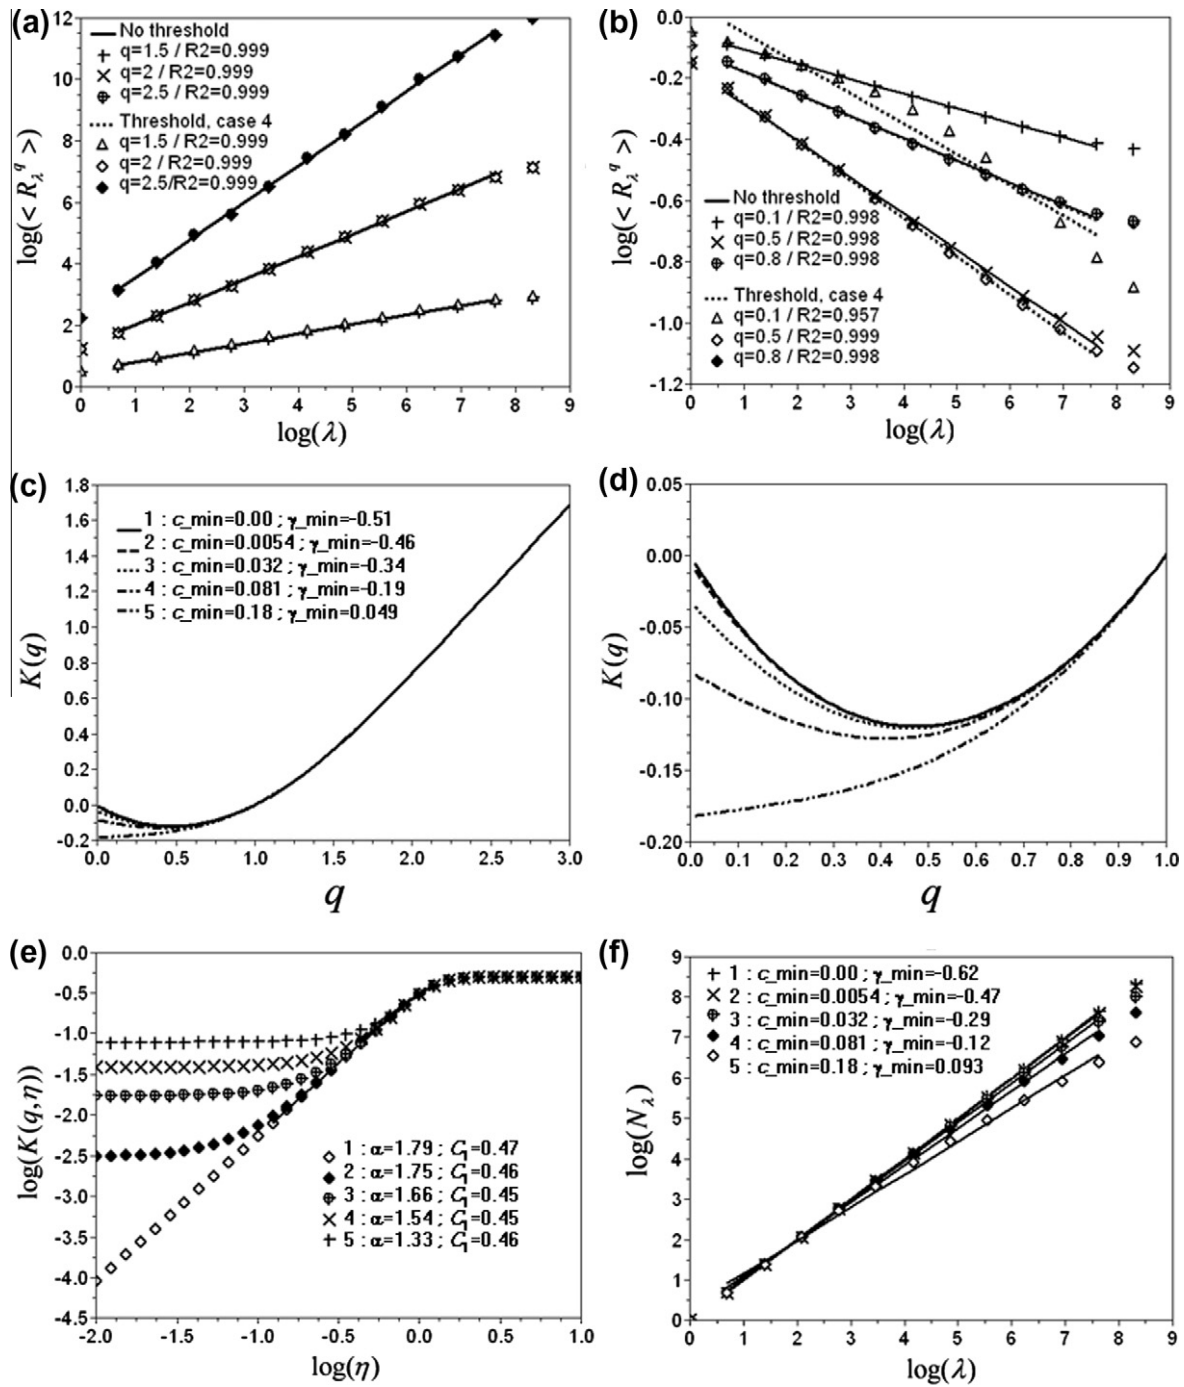 (a)
log(< R_λ^q >)
12
10
8
6
4
2
0
No threshold
q=1.5 / R2=0.999
q=2 / R2=0.999
q=2.5 / R2=0.999
Threshold, case 4
q=1.5 / R2=0.999
q=2 / R2=0.999
q=2.5/R2=0.999
0 1 2 3 4 5 6 7 8 9
log(λ)
(b)
log(< R_λ^q >)
0.0
-0.2
-0.4
-0.6
-0.8
-1.0
-1.2
No threshold
q=0.1 / R2=0.998
q=0.5 / R2=0.998
q=0.8 / R2=0.998
Threshold, case 4
q=0.1 / R2=0.957
q=0.5 / R2=0.999
q=0.8 / R2=0.998
0 1 2 3 4 5 6 7 8 9
log(λ)
(c)
K(q)
1.8
1.6
1.4
1.2
1.0
0.8
0.6
0.4
0.2
0.0
-0.2
1 : c_min=0.00 ; γ_min=-0.51
2 : c_min=0.0054 ; γ_min=-0.46
3 : c_min=0.032 ; γ_min=-0.34
4 : c_min=0.081 ; γ_min=-0.19
5 : c_min=0.18 ; γ_min=0.049
0.0 0.5 1.0 1.5 2.0 2.5 3.0
q
(d)
K(q)
0.05
0.00
-0.05
-0.10
-0.15
-0.20
0.0 0.1 0.2 0.3 0.4 0.5 0.6 0.7 0.8 0.9 1.0
q
(e)
log(K(q,η))
0.0
-0.5
-1.0
-1.5
-2.0
-2.5
-3.0
-3.5
-4.0
-4.5
1 : α=1.79 ; C₁=0.47
2 : α=1.75 ; C₁=0.46
3 : α=1.66 ; C₁=0.45
4 : α=1.54 ; C₁=0.45
5 : α=1.33 ; C₁=0.46
-2.0 -1.5 -1.0 -0.5 0.0 0.5 1.0
log(η)
(f)
log(N_λ)
9
8
7
6
5
4
3
2
1
0
1 : c_min=0.00 ; γ_min=-0.62
2 : c_min=0.0054 ; γ_min=-0.47
3 : c_min=0.032 ; γ_min=-0.29
4 : c_min=0.081 ; γ_min=-0.12
5 : c_min=0.18 ; γ_min=0.093
0 1 2 3 4 5 6 7 8 9
log(λ)